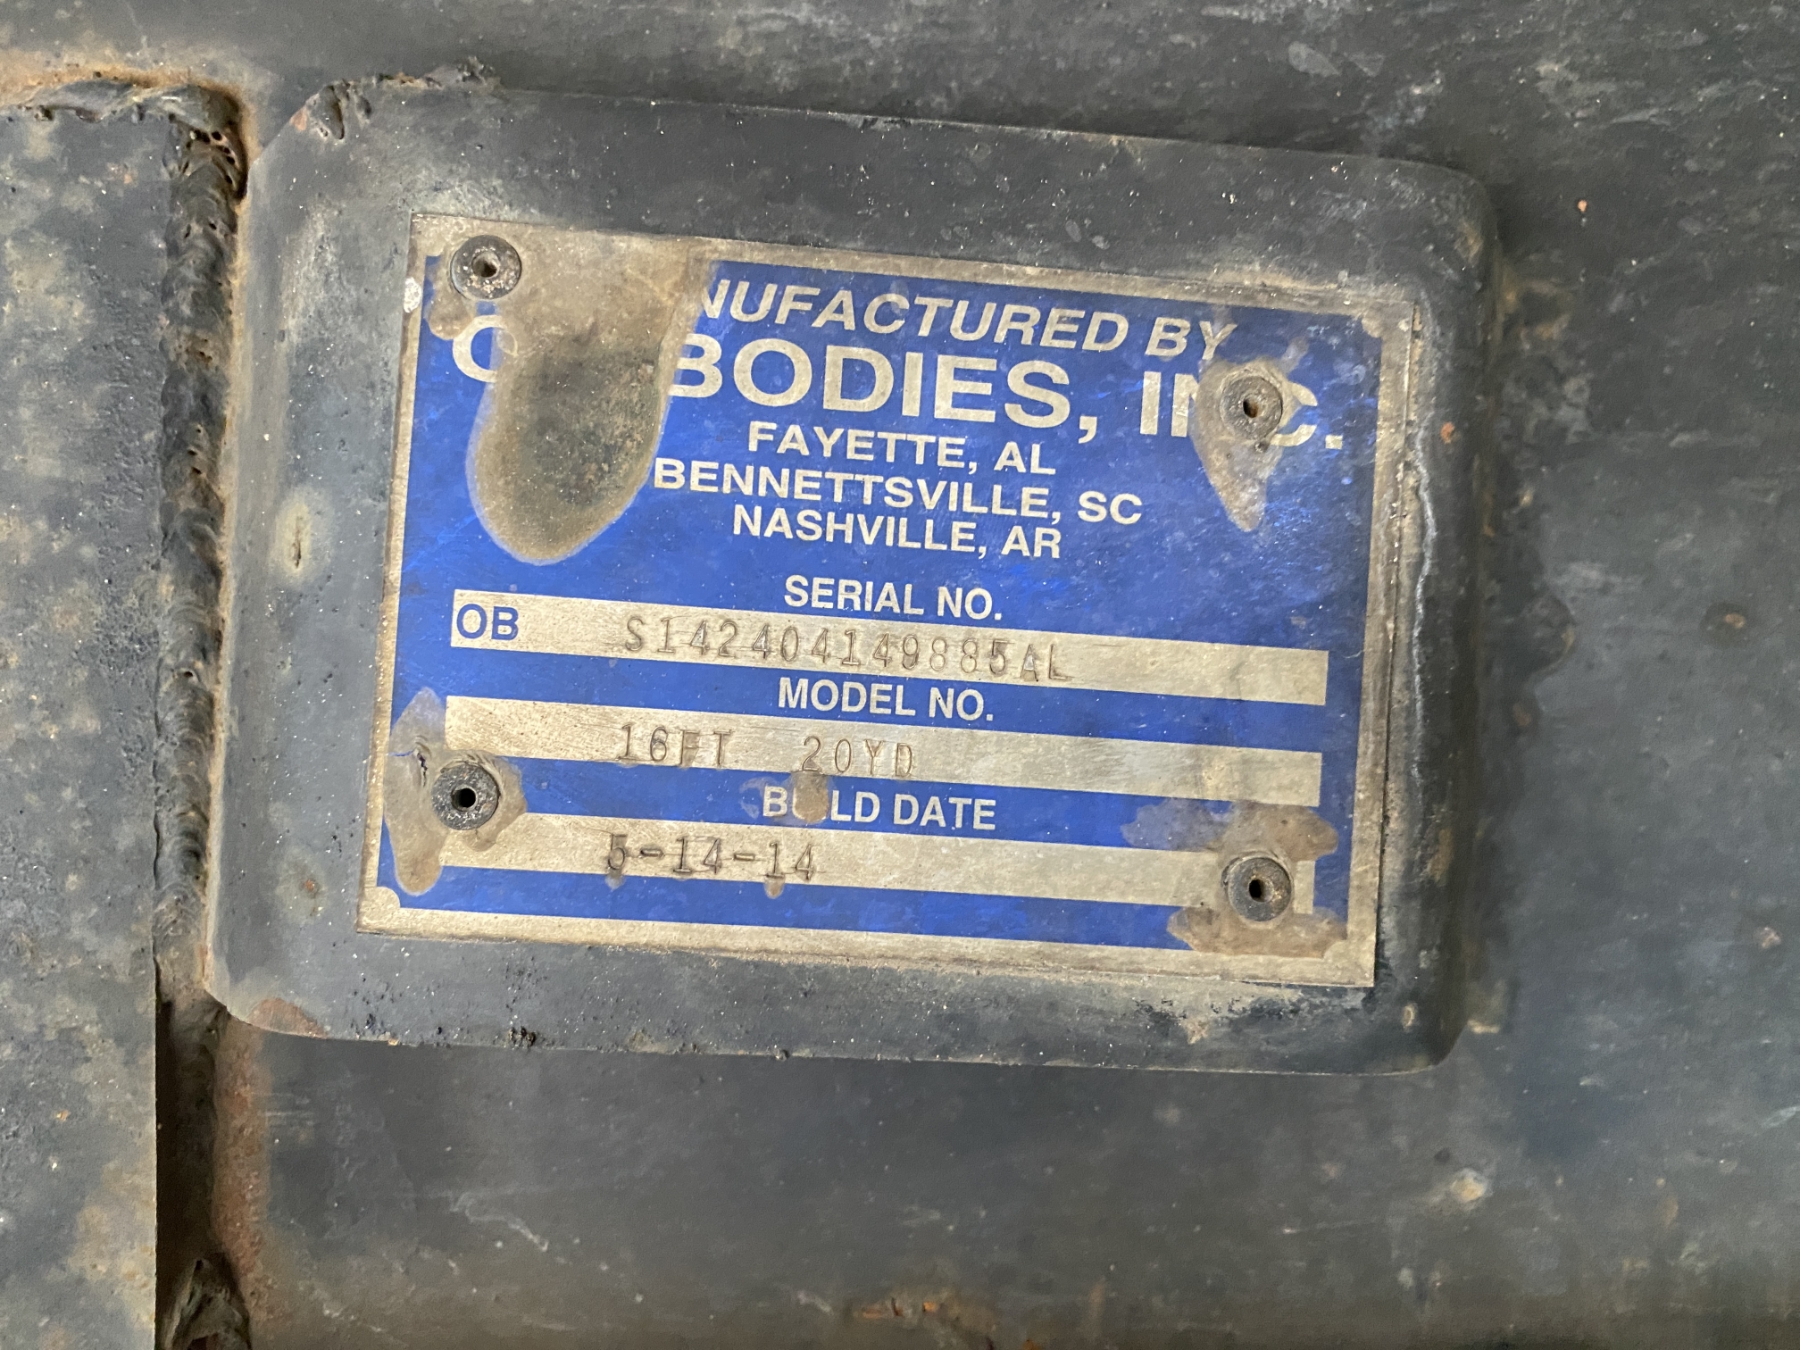 NUFACTURED BY
BODIES, INC.
FAYETTE, AL
BENNETTSVILLE, SC
NASHVILLE, AR
SERIAL NO.
OB S142404149885AL
MODEL NO.
16FT 20YD
BUILD DATE
5-14-14